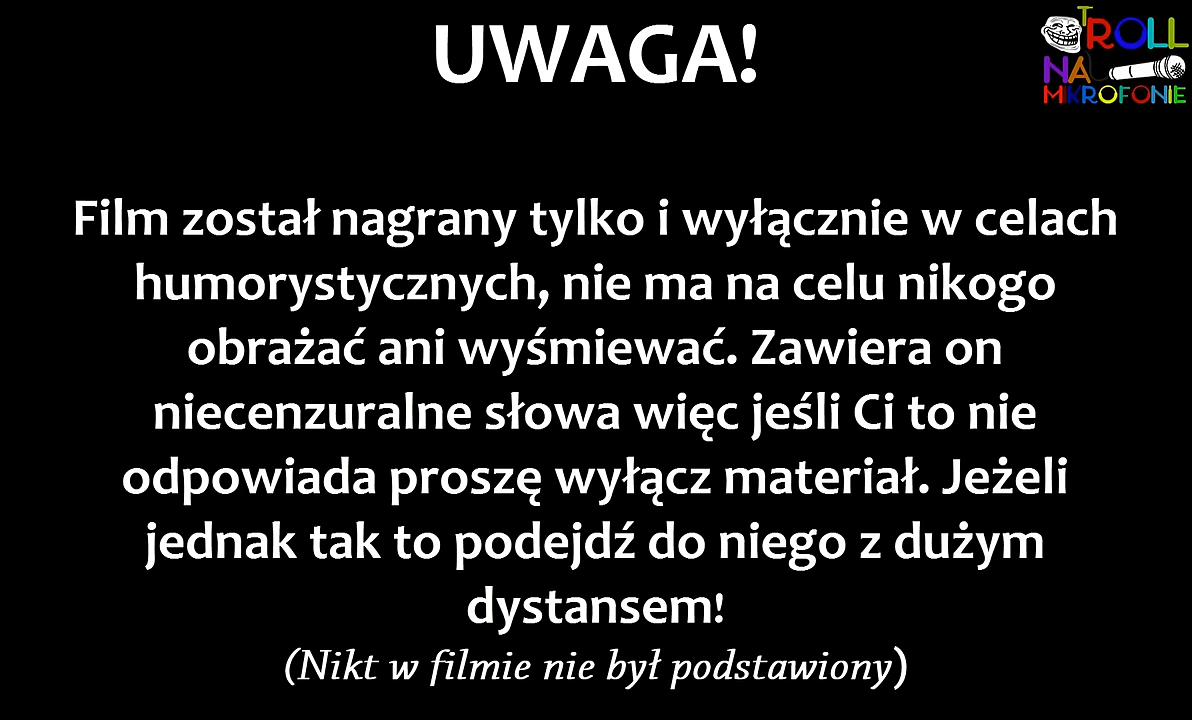 UWAGA!
TROLL
NA
MIKROFONIE
Film został nagrany tylko i wyłącznie w celach
humorystycznych, nie ma na celu nikogo
obrażać ani wyśmiewać. Zawiera on
niecenzuralne słowa więc jeśli Ci to nie
odpowiada proszę wyłącz materiał. Jeżeli
jednak tak to podejdź do niego z dużym
dystansem!
(Nikt w filmie nie był podstawiony)